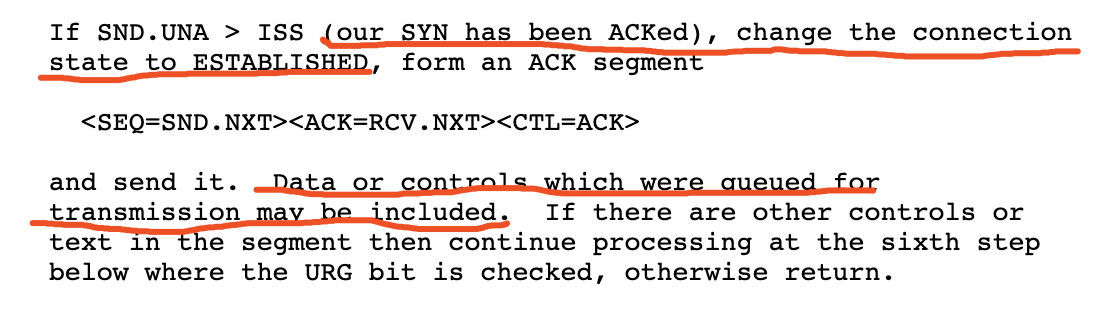 If SND.UNA > ISS (our SYN has been ACKed), change the connection
state to ESTABLISHED, form an ACK segment
<SEQ=SND.NXT><ACK=RCV.NXT><CTL=ACK>
and send it.  Data or controls which were queued for
transmission may be included.  If there are other controls or
text in the segment then continue processing at the sixth step
below where the URG bit is checked, otherwise return.